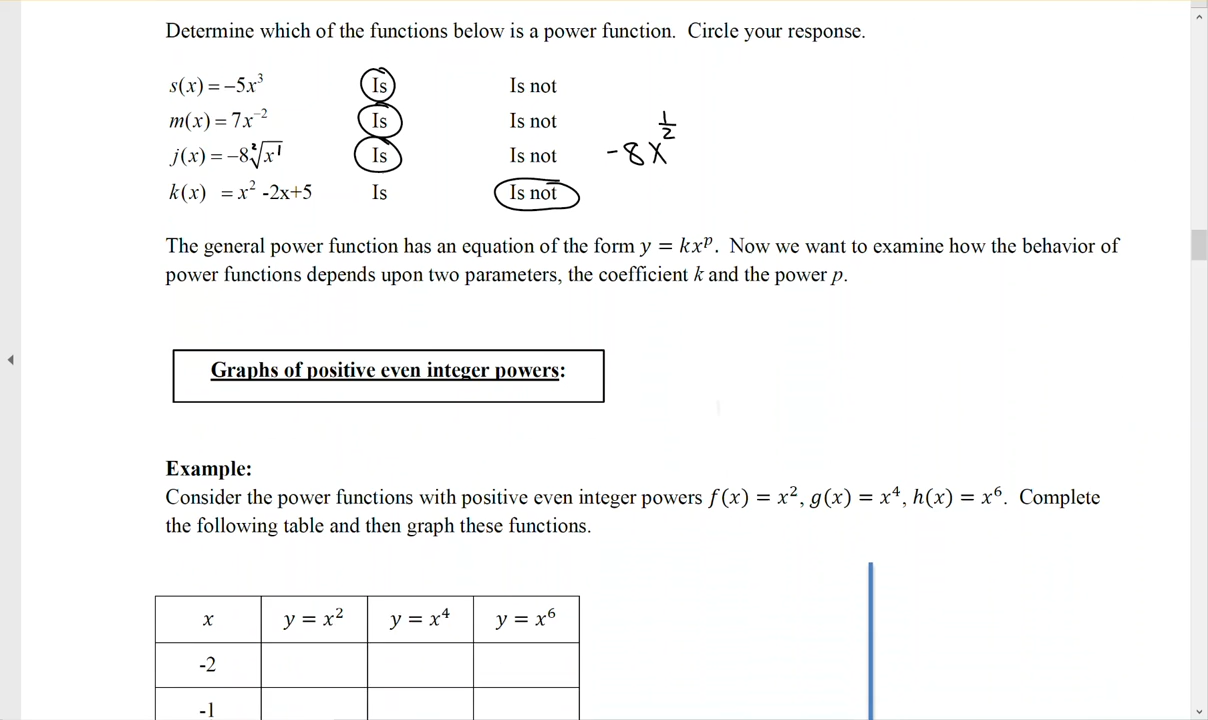 Determine which of the functions below is a power function. Circle your response.
s(x) = −5x³ Is Is not
m(x) = 7x⁻² Is Is not
j(x) = −8 ²√x¹ Is Is not -8x^½
k(x) = x² -2x+5 Is Is not
The general power function has an equation of the form y = kxᵖ. Now we want to examine how the behavior of
power functions depends upon two parameters, the coefficient k and the power p.
Graphs of positive even integer powers:
Example:
Consider the power functions with positive even integer powers f(x) = x², g(x) = x⁴, h(x) = x⁶. Complete
the following table and then graph these functions.
x y = x² y = x⁴ y = x⁶
-2
-1